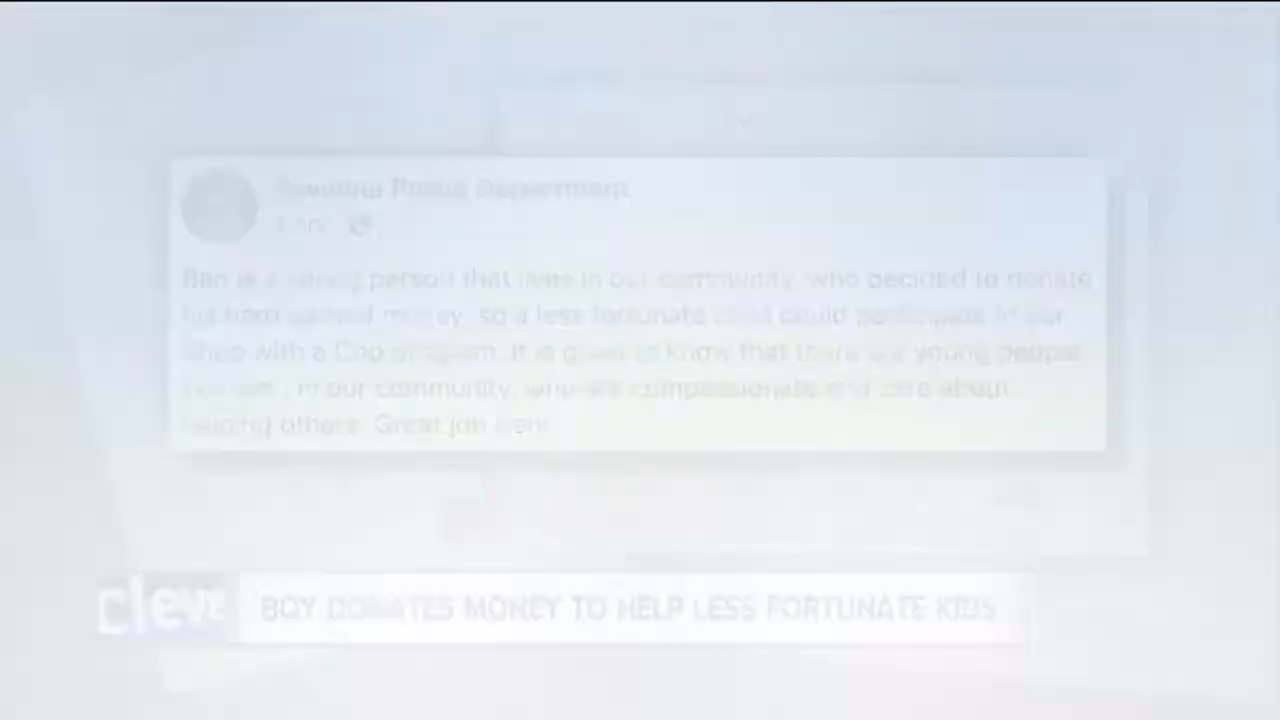 Police Department
Ben is a young person that lives in our community, who decided to donate
his hard earned money, so a less fortunate child could participate in our
Shop with a Cop program. It is great to know that there are young people
in our community, who are compassionate and care about
helping others. Great job Ben!
cleve
BOY DONATES MONEY TO HELP LESS FORTUNATE KIDS